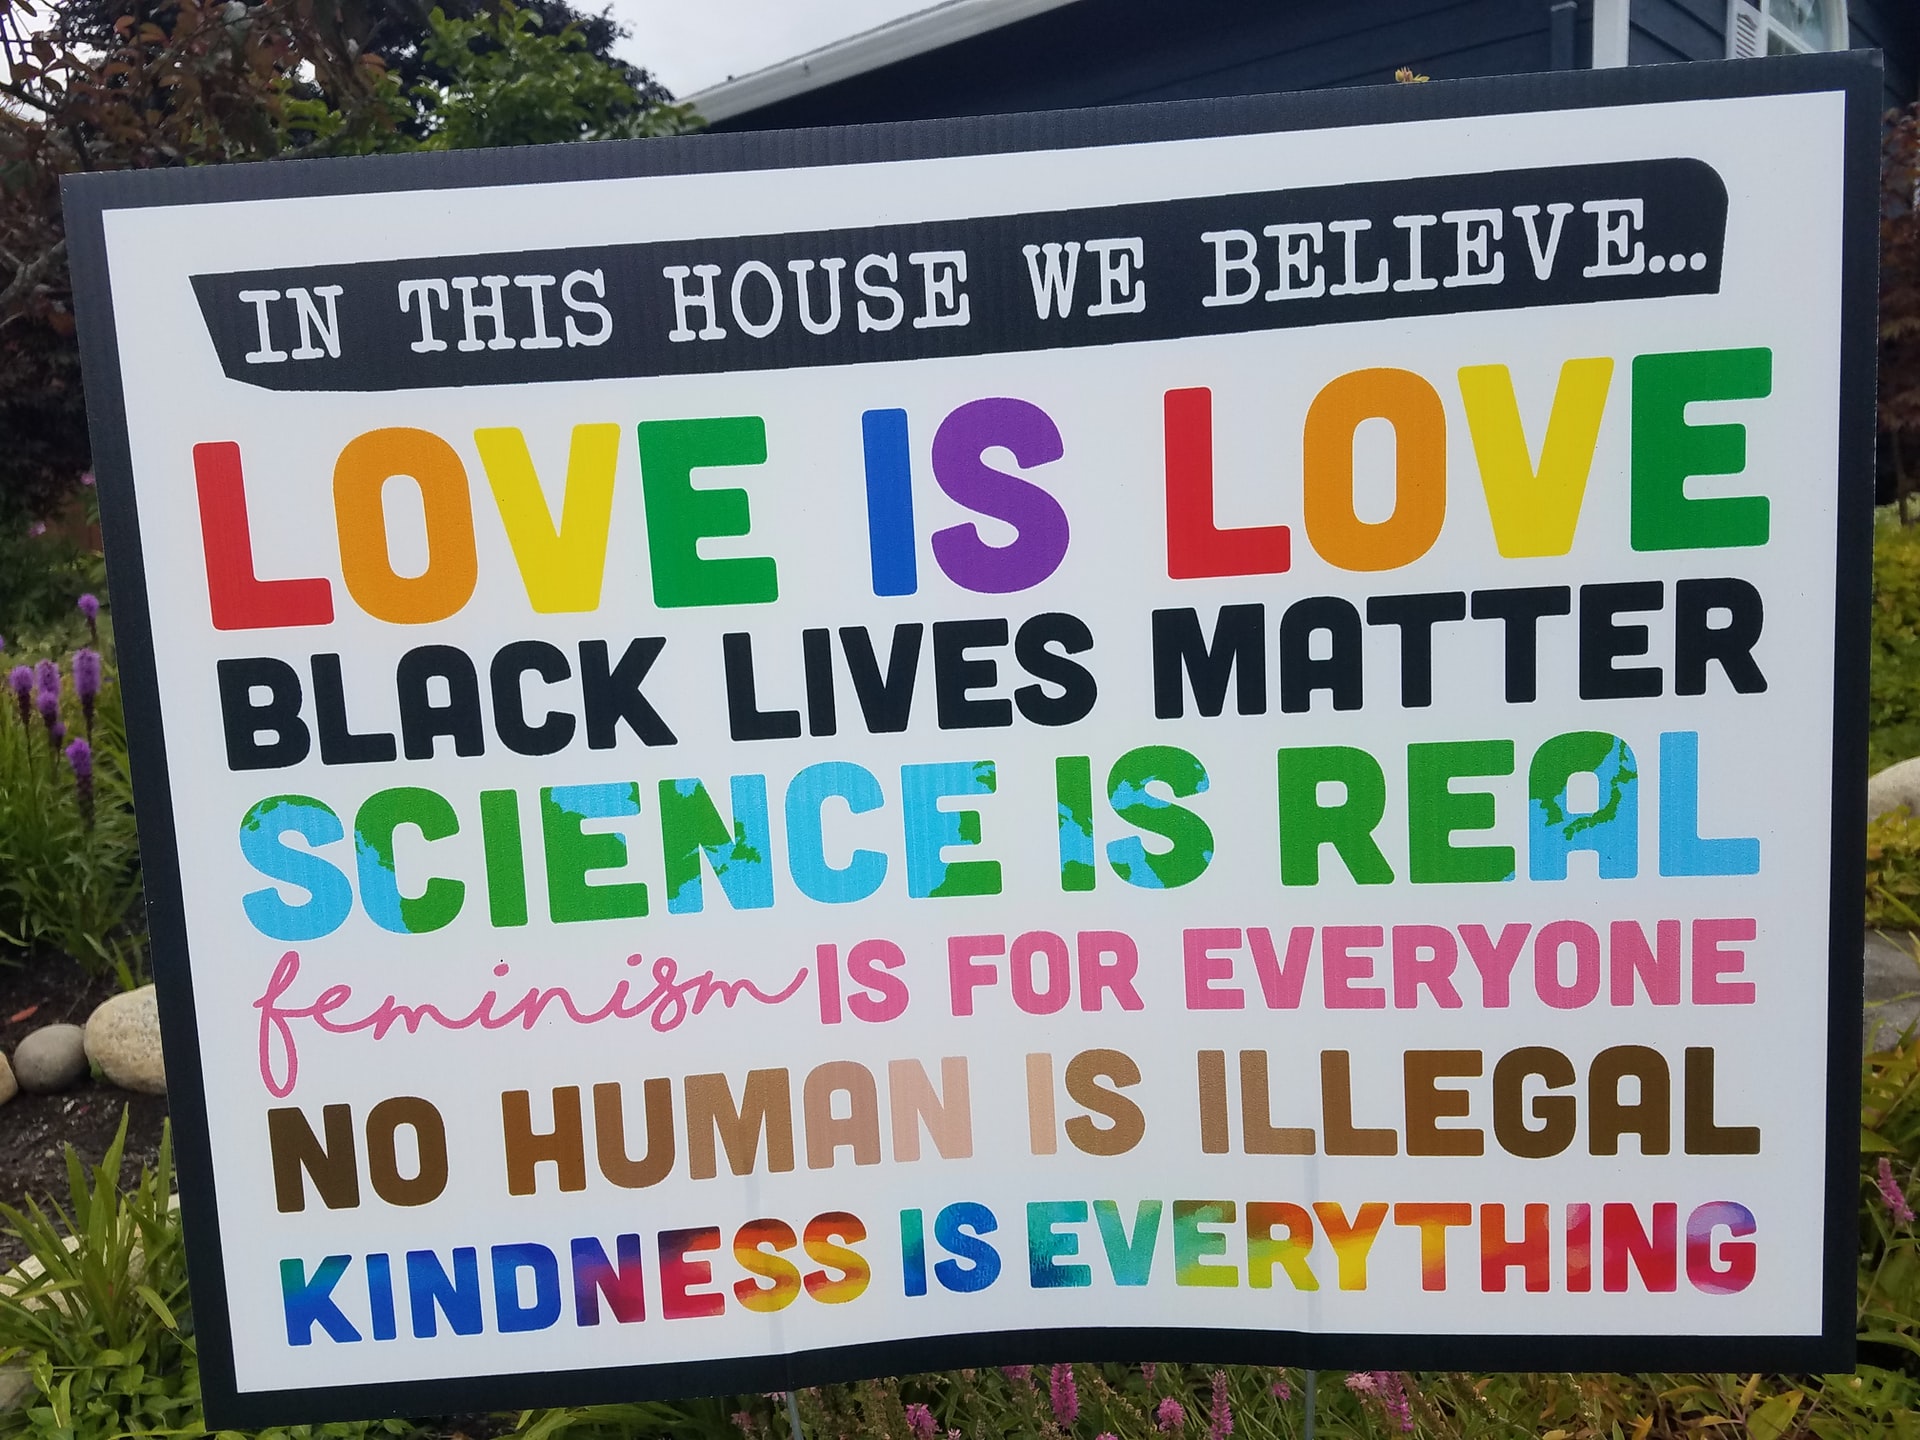 IN THIS HOUSE WE BELIEVE...
LOVE IS LOVE
BLACK LIVES MATTER
SCIENCE IS REAL
feminism IS FOR EVERYONE
NO HUMAN IS ILLEGAL
KINDNESS IS EVERYTHING